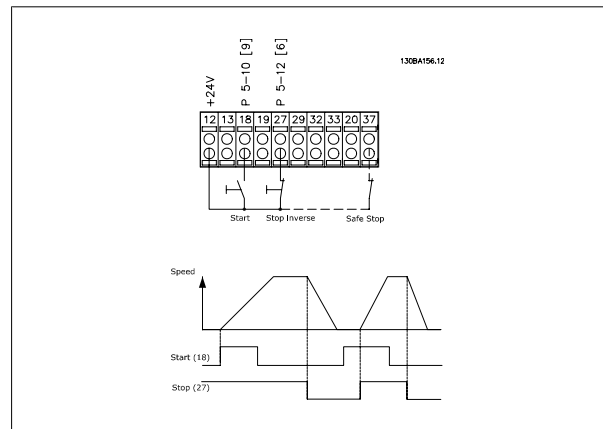 P 5-10 [9]
P 5-12 [6]
130BA156.12
+24V
12 13 18 19 27 29 32 33 20 37
Start Stop Inverse Safe Stop
Speed
Start (18)
Stop (27)